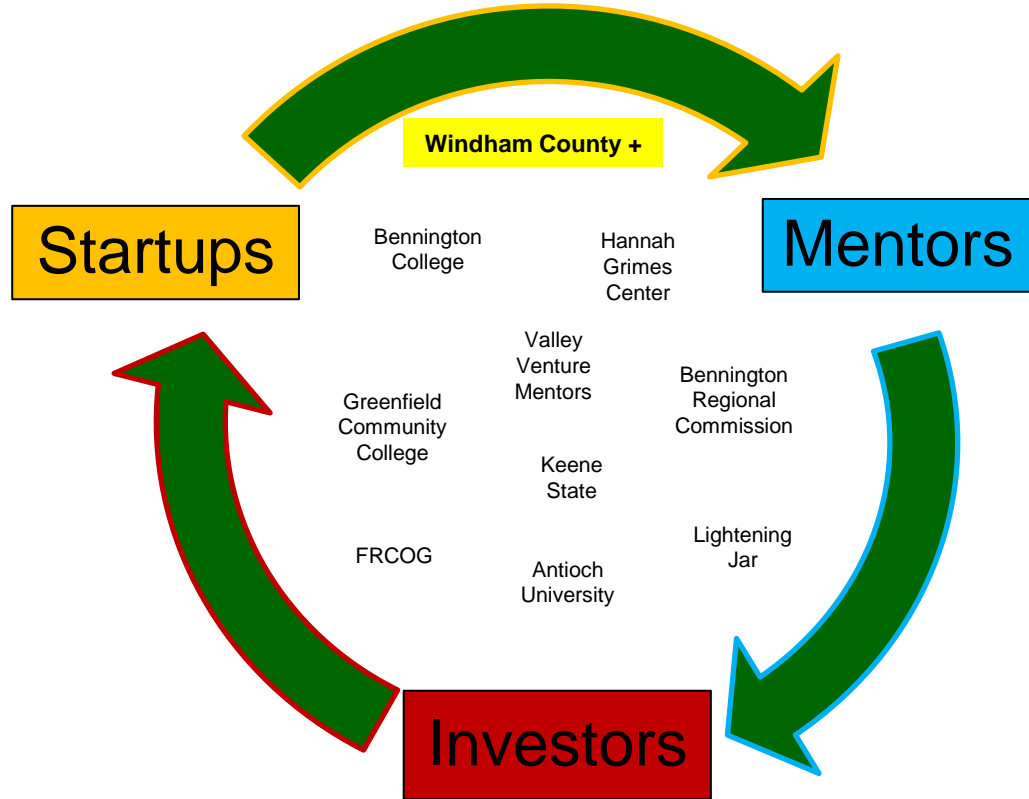 Windham County +
Startups
Mentors
Bennington
College
Hannah
Grimes
Center
Valley
Venture
Mentors
Bennington
Regional
Commission
Greenfield
Community
College
Keene
State
Lightening
Jar
FRCOG
Antioch
University
Investors